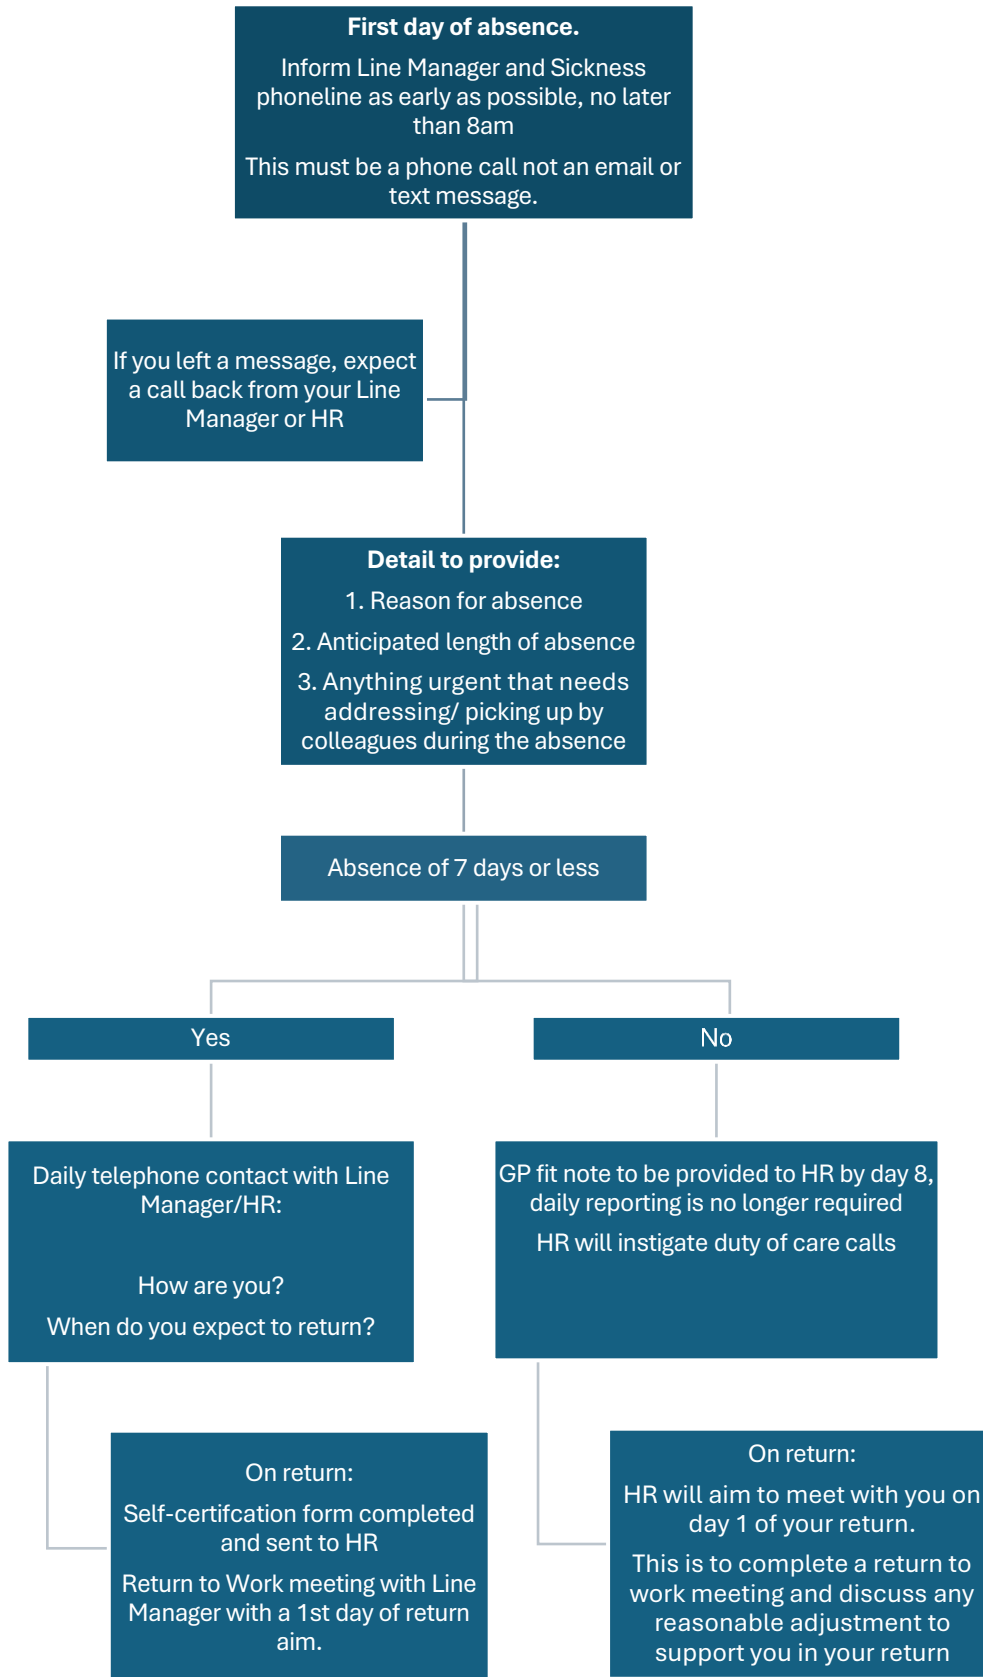 First day of absence.
Inform Line Manager and Sickness
phoneline as early as possible, no later
than 8am
This must be a phone call not an email or
text message.
If you left a message, expect
a call back from your Line
Manager or HR
Detail to provide:
1. Reason for absence
2. Anticipated length of absence
3. Anything urgent that needs
addressing/ picking up by
colleagues during the absence
Absence of 7 days or less
Yes
No
Daily telephone contact with Line
Manager/HR:
How are you?
When do you expect to return?
GP fit note to be provided to HR by day 8,
daily reporting is no longer required
HR will instigate duty of care calls
On return:
Self-certifcation form completed
and sent to HR
Return to Work meeting with Line
Manager with a 1st day of return
aim.
On return:
HR will aim to meet with you on
day 1 of your return.
This is to complete a return to
work meeting and discuss any
reasonable adjustment to
support you in your return